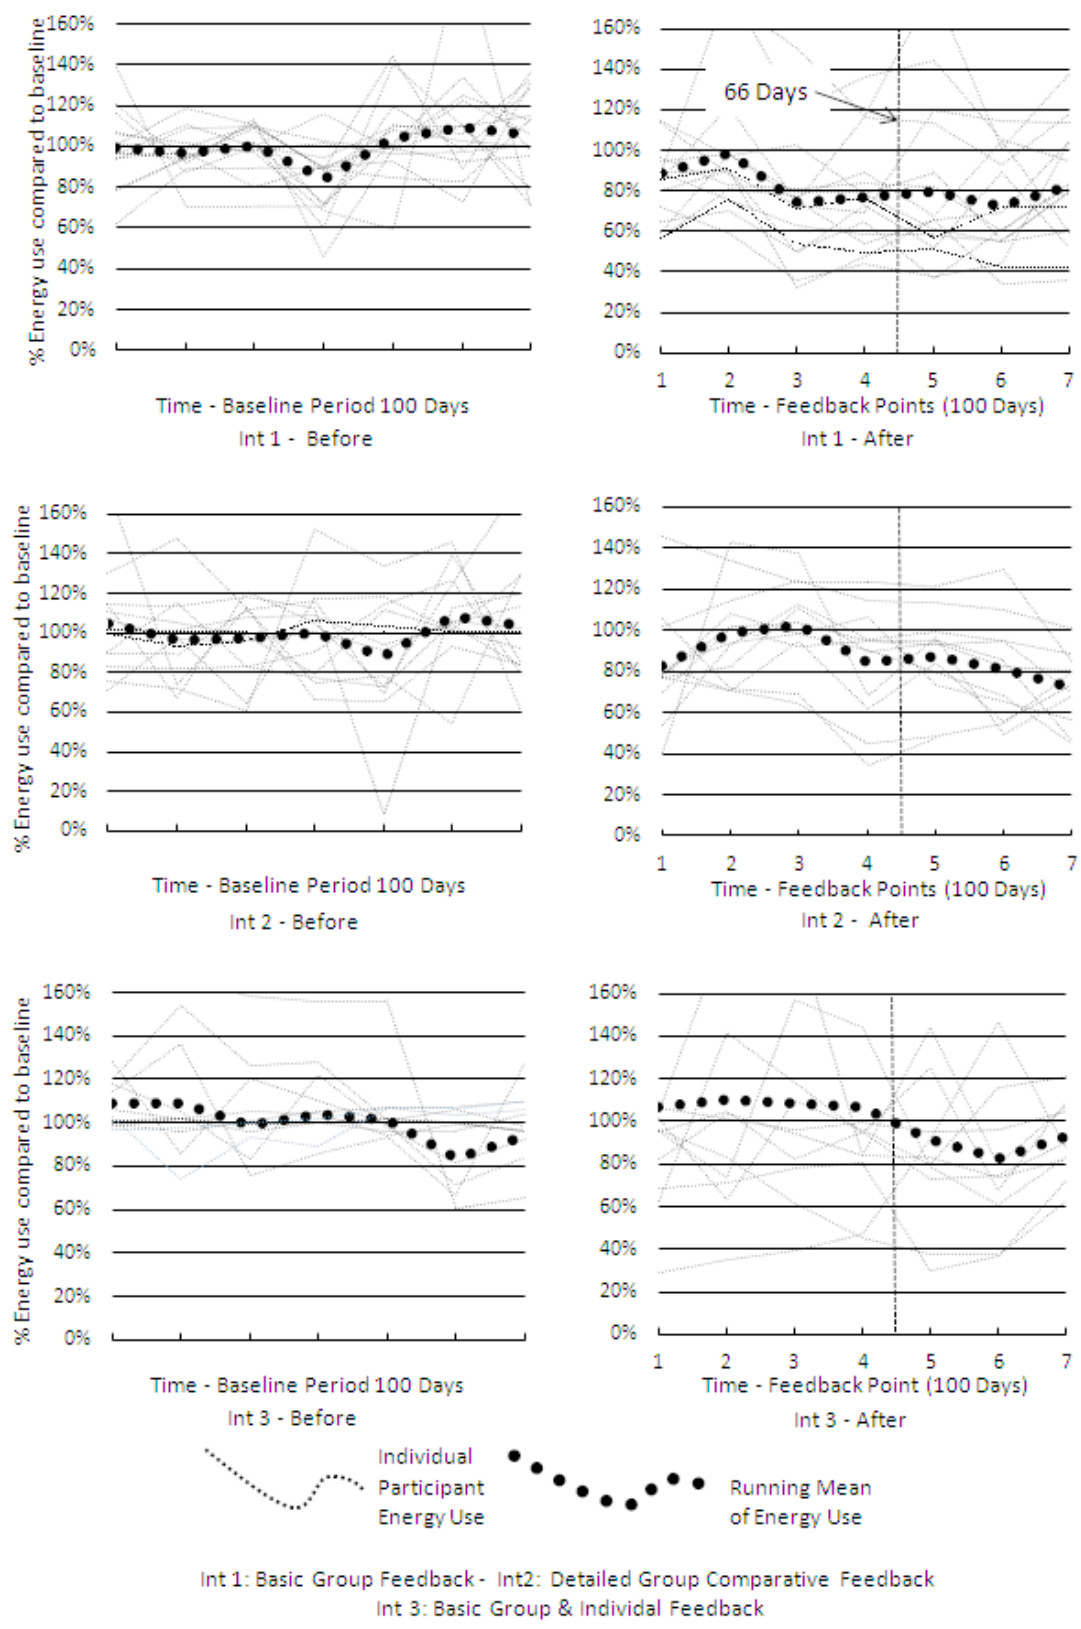 % Energy use compared to baseline
160%
140%
120%
100%
80%
60%
40%
20%
0%
Time - Baseline Period 100 Days
Int 1 - Before
160%
140%
120%
100%
80%
60%
40%
20%
0%
66 Days
1 2 3 4 5 6 7
Time - Feedback Points (100 Days)
Int 1 - After
% Energy use compared to baseline
160%
140%
120%
100%
80%
60%
40%
20%
0%
Time - Baseline Period 100 Days
Int 2 - Before
160%
140%
120%
100%
80%
60%
40%
20%
0%
1 2 3 4 5 6 7
Time - Feedback Points (100 Days)
Int 2 - After
% Energy use compared to baseline
160%
140%
120%
100%
80%
60%
40%
20%
0%
Time - Baseline Period 100 Days
Int 3 - Before
160%
140%
120%
100%
80%
60%
40%
20%
0%
1 2 3 4 5 6 7
Time - Feedback Point (100 Days)
Int 3 - After
Individual
Participant
Energy Use
Running Mean
of Energy Use
Int 1: Basic Group Feedback - Int2: Detailed Group Comparative Feedback
Int 3: Basic Group & Individal Feedback